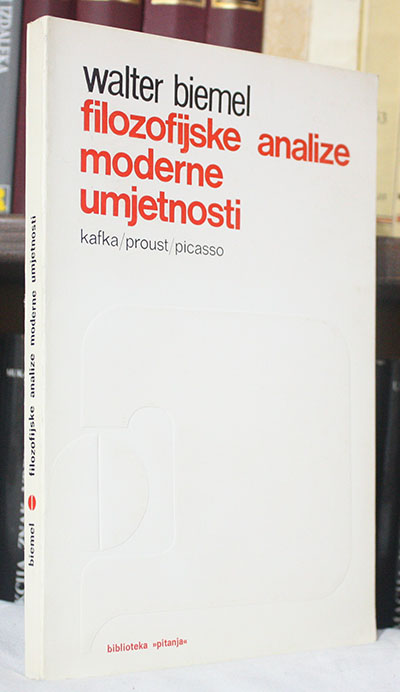 walter biemel
filozofijske analize
moderne
umjetnosti
kafka/proust/picasso
biblioteka »pitanja«
biemel filozofijske analize moderne umjetnosti